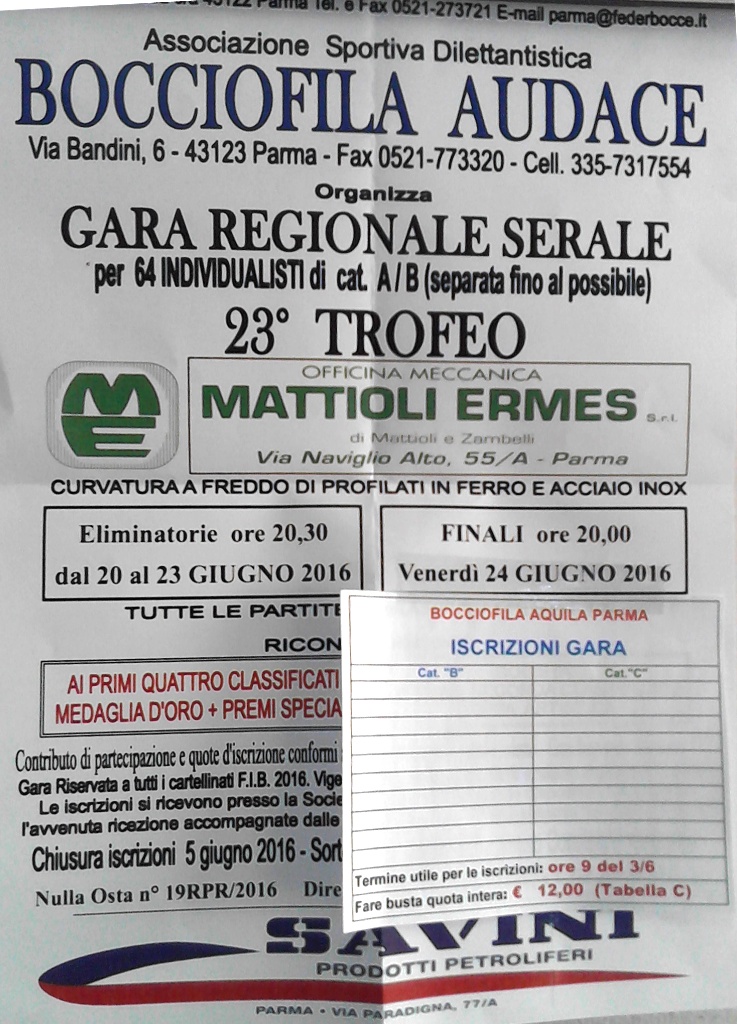 43122 Parma Tel. e Fax 0521-273721 E-mail parma@federbocce.it
Associazione Sportiva Dilettantistica
BOCCIOFILA AUDACE
Via Bandini, 6 - 43123 Parma - Fax 0521-773320 - Cell. 335-7317554
Organizza
GARA REGIONALE SERALE
per 64 INDIVIDUALISTI di cat. A/B (separata fino al possibile)
23° TROFEO
ME
OFFICINA MECCANICA
MATTIOLI ERMES S.r.l.
di Mattioli e Zambelli
Via Naviglio Alto, 55/A - Parma
CURVATURA A FREDDO DI PROFILATI IN FERRO E ACCIAIO INOX
Eliminatorie ore 20,30
dal 20 al 23 GIUGNO 2016
FINALI ore 20,00
Venerdì 24 GIUGNO 2016
TUTTE LE PARTITE
RICON
AI PRIMI QUATTRO CLASSIFICATI
MEDAGLIA D'ORO + PREMI SPECIA
Contributo di partecipazione e quote d'iscrizione conformi
Gara Riservata a tutti i cartellinati F.I.B. 2016. Vige
Le iscrizioni si ricevono presso la Socie
l'avvenuta ricezione accompagnate dalle
Chiusura iscrizioni 5 giugno 2016 - Sort
Nulla Osta n° 19RPR/2016 Dire
BOCCIOFILA AQUILA PARMA
ISCRIZIONI GARA
Cat. "B" Cat."C"
Termine utile per le iscrizioni: ore 9 del 3/6
Fare busta quota intera: € 12,00 (Tabella C)
SAVINI
PRODOTTI PETROLIFERI
PARMA • VIA PARADIGNA, 77/A